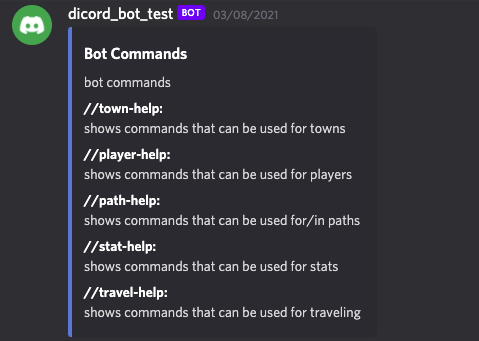 dicord_bot_test BOT 03/08/2021
Bot Commands
bot commands
//town-help:
shows commands that can be used for towns
//player-help:
shows commands that can be used for players
//path-help:
shows commands that can be used for/in paths
//stat-help:
shows commands that can be used for stats
//travel-help:
shows commands that can be used for traveling